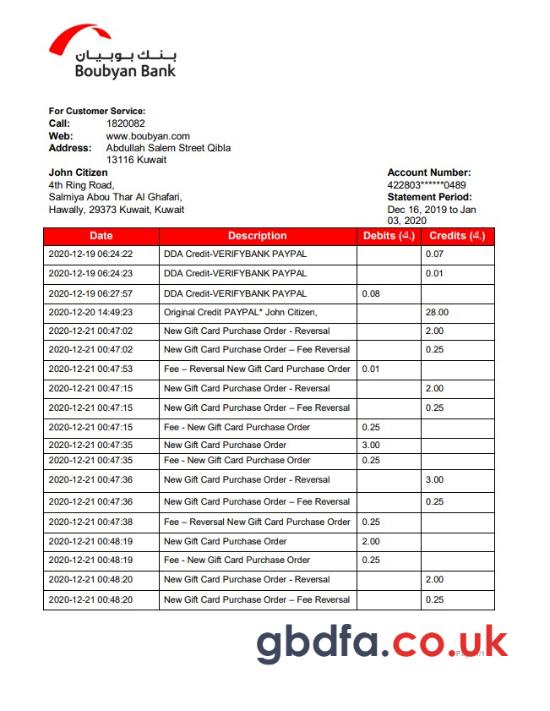 بنك بوبيان
Boubyan Bank
For Customer Service:
Call: 1820082
Web: www.boubyan.com
Address: Abdullah Salem Street Qibla
13116 Kuwait
John Citizen
4th Ring Road,
Salmiya Abou Thar Al Ghafari,
Hawally, 29373 Kuwait, Kuwait
Account Number:
422803******0489
Statement Period:
Dec 16, 2019 to Jan
03, 2020
Date Description Debits (د.) Credits (د.)
2020-12-19 06:24:22 DDA Credit-VERIFYBANK PAYPAL 0.07
2020-12-19 06:24:23 DDA Credit-VERIFYBANK PAYPAL 0.01
2020-12-19 06:27:57 DDA Credit-VERIFYBANK PAYPAL 0.08
2020-12-20 14:49:23 Original Credit PAYPAL* John Citizen, 28.00
2020-12-21 00:47:02 New Gift Card Purchase Order - Reversal 2.00
2020-12-21 00:47:02 New Gift Card Purchase Order – Fee Reversal 0.25
2020-12-21 00:47:53 Fee – Reversal New Gift Card Purchase Order 0.01
2020-12-21 00:47:15 New Gift Card Purchase Order - Reversal 2.00
2020-12-21 00:47:15 New Gift Card Purchase Order – Fee Reversal 0.25
2020-12-21 00:47:15 Fee - New Gift Card Purchase Order 0.25
2020-12-21 00:47:35 New Gift Card Purchase Order 3.00
2020-12-21 00:47:35 Fee - New Gift Card Purchase Order 0.25
2020-12-21 00:47:36 New Gift Card Purchase Order - Reversal 3.00
2020-12-21 00:47:36 New Gift Card Purchase Order – Fee Reversal 0.25
2020-12-21 00:47:38 Fee – Reversal New Gift Card Purchase Order 0.25
2020-12-21 00:48:19 New Gift Card Purchase Order 2.00
2020-12-21 00:48:19 Fee - New Gift Card Purchase Order 0.25
2020-12-21 00:48:20 New Gift Card Purchase Order - Reversal 2.00
2020-12-21 00:48:20 New Gift Card Purchase Order – Fee Reversal 0.25
gbdfa.co.uk